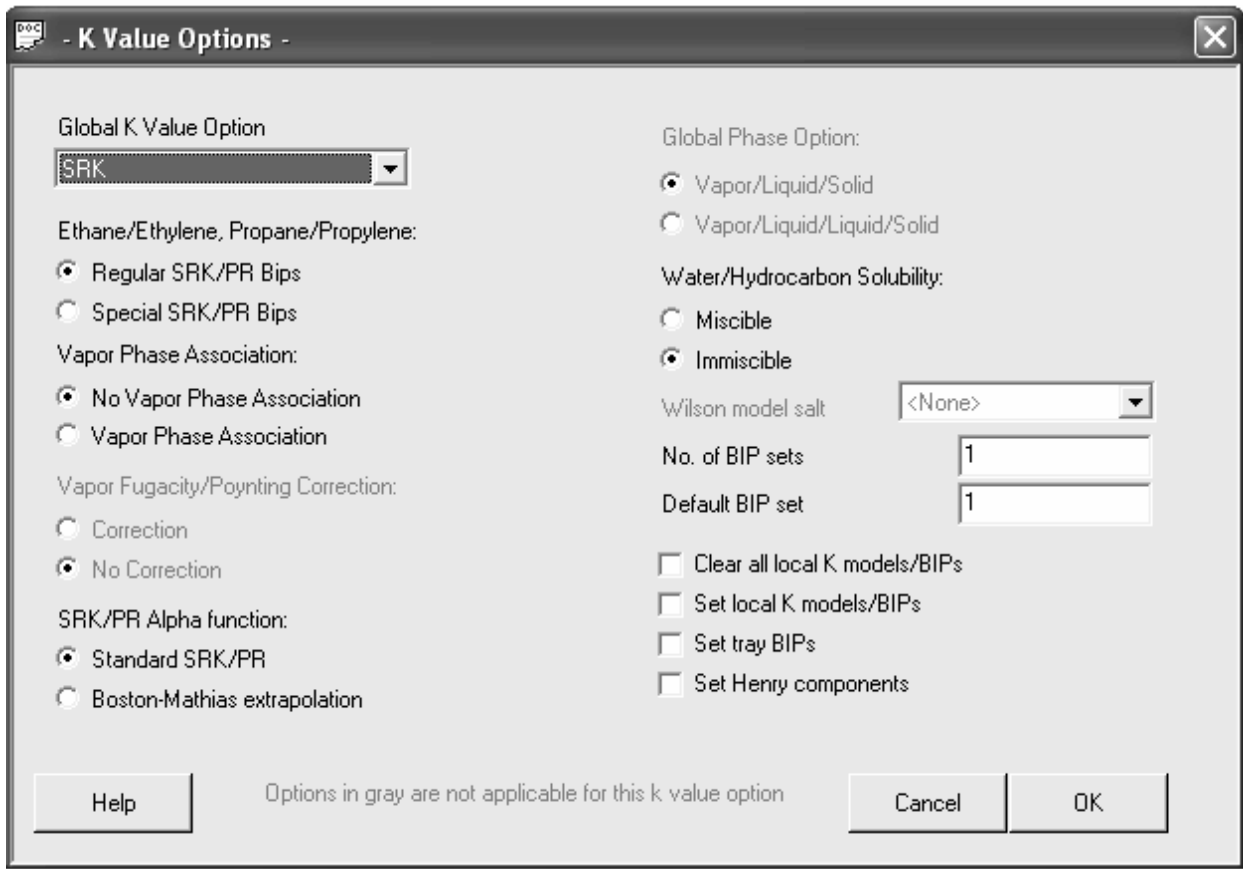 DOC
- K Value Options -
Global K Value Option
SRK
Ethane/Ethylene, Propane/Propylene:
Regular SRK/PR Bips
Special SRK/PR Bips
Vapor Phase Association:
No Vapor Phase Association
Vapor Phase Association
Vapor Fugacity/Poynting Correction:
Correction
No Correction
SRK/PR Alpha function:
Standard SRK/PR
Boston-Mathias extrapolation
Global Phase Option:
Vapor/Liquid/Solid
Vapor/Liquid/Liquid/Solid
Water/Hydrocarbon Solubility:
Miscible
Immiscible
Wilson model salt <None>
No. of BIP sets 1
Default BIP set 1
Clear all local K models/BIPs
Set local K models/BIPs
Set tray BIPs
Set Henry components
Help Options in gray are not applicable for this k value option Cancel OK